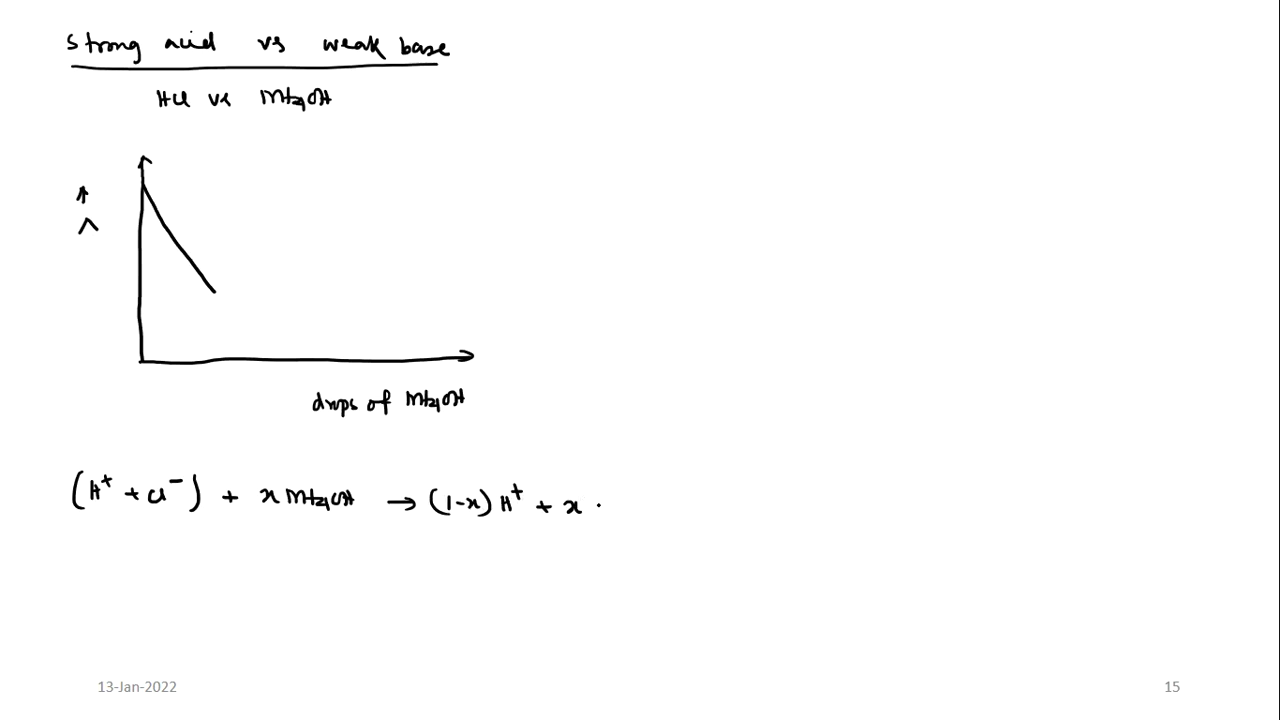 strong acid vs weak base
HCl vs NH₄OH
↑
Λ
drops of NH₄OH
(H⁺ + Cl⁻) + x NH₄OH → (1-x) H⁺ + x .
13-Jan-2022
15